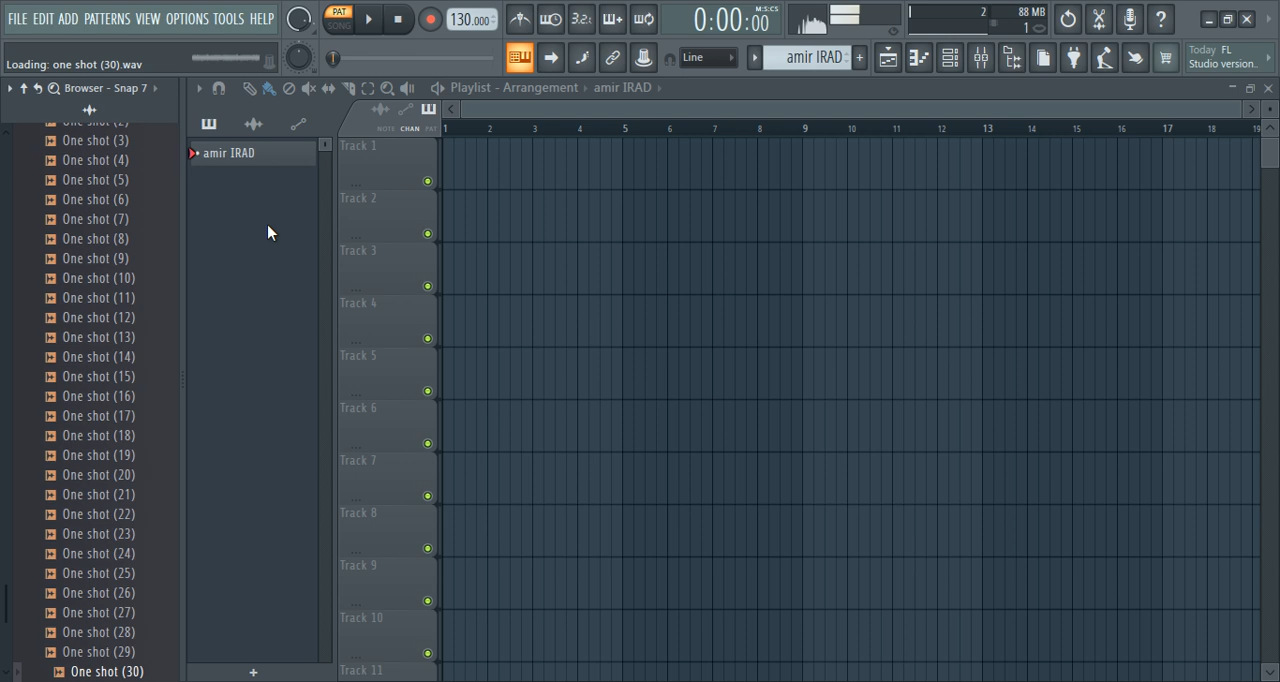 FILE EDIT ADD PATTERNS VIEW OPTIONS TOOLS HELP
PAT
SONG
130.000
3.2:
0:00:00
M:S:CS
2
88 MB
1
Loading: one shot (30).wav
Line
amir IRAD
Today FL
Studio version..
Browser - Snap 7
Playlist - Arrangement › amir IRAD ›
NOTE CHAN PAT
1 2 3 4 5 6 7 8 9 10 11 12 13 14 15 16 17 18 19
One shot (2)
One shot (3)
One shot (4)
One shot (5)
One shot (6)
One shot (7)
One shot (8)
One shot (9)
One shot (10)
One shot (11)
One shot (12)
One shot (13)
One shot (14)
One shot (15)
One shot (16)
One shot (17)
One shot (18)
One shot (19)
One shot (20)
One shot (21)
One shot (22)
One shot (23)
One shot (24)
One shot (25)
One shot (26)
One shot (27)
One shot (28)
One shot (29)
One shot (30)
amir IRAD
Track 1
Track 2
Track 3
Track 4
Track 5
Track 6
Track 7
Track 8
Track 9
Track 10
Track 11